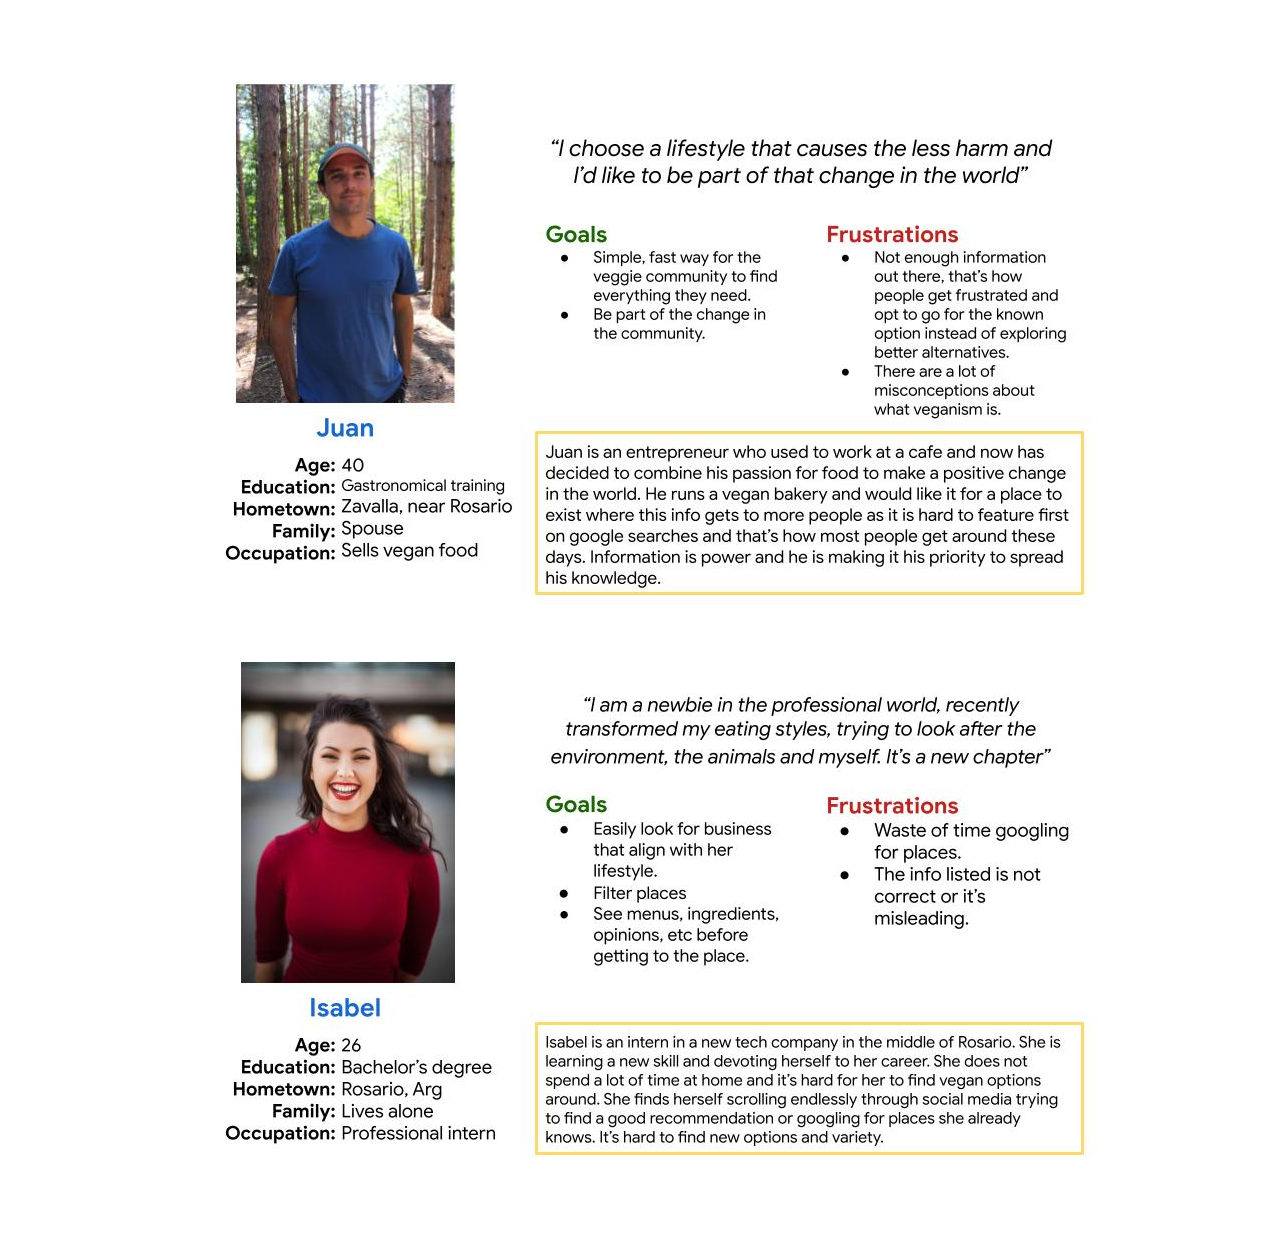 “I choose a lifestyle that causes the less harm and
I’d like to be part of that change in the world”
Goals
● Simple, fast way for the
veggie community to find
everything they need.
● Be part of the change in
the community.
Frustrations
● Not enough information
out there, that’s how
people get frustrated and
opt to go for the known
option instead of exploring
better alternatives.
● There are a lot of
misconceptions about
what veganism is.
Juan
Age: 40
Education: Gastronomical training
Hometown: Zavalla, near Rosario
Family: Spouse
Occupation: Sells vegan food
Juan is an entrepreneur who used to work at a cafe and now has
decided to combine his passion for food to make a positive change
in the world. He runs a vegan bakery and would like it for a place to
exist where this info gets to more people as it is hard to feature first
on google searches and that’s how most people get around these
days. Information is power and he is making it his priority to spread
his knowledge.
“I am a newbie in the professional world, recently
transformed my eating styles, trying to look after the
environment, the animals and myself. It’s a new chapter”
Goals
● Easily look for business
that align with her
lifestyle.
● Filter places
● See menus, ingredients,
opinions, etc before
getting to the place.
Frustrations
● Waste of time googling
for places.
● The info listed is not
correct or it’s
misleading.
Isabel
Age: 26
Education: Bachelor’s degree
Hometown: Rosario, Arg
Family: Lives alone
Occupation: Professional intern
Isabel is an intern in a new tech company in the middle of Rosario. She is
learning a new skill and devoting herself to her career. She does not
spend a lot of time at home and it’s hard for her to find vegan options
around. She finds herself scrolling endlessly through social media trying
to find a good recommendation or googling for places she already
knows. It’s hard to find new options and variety.